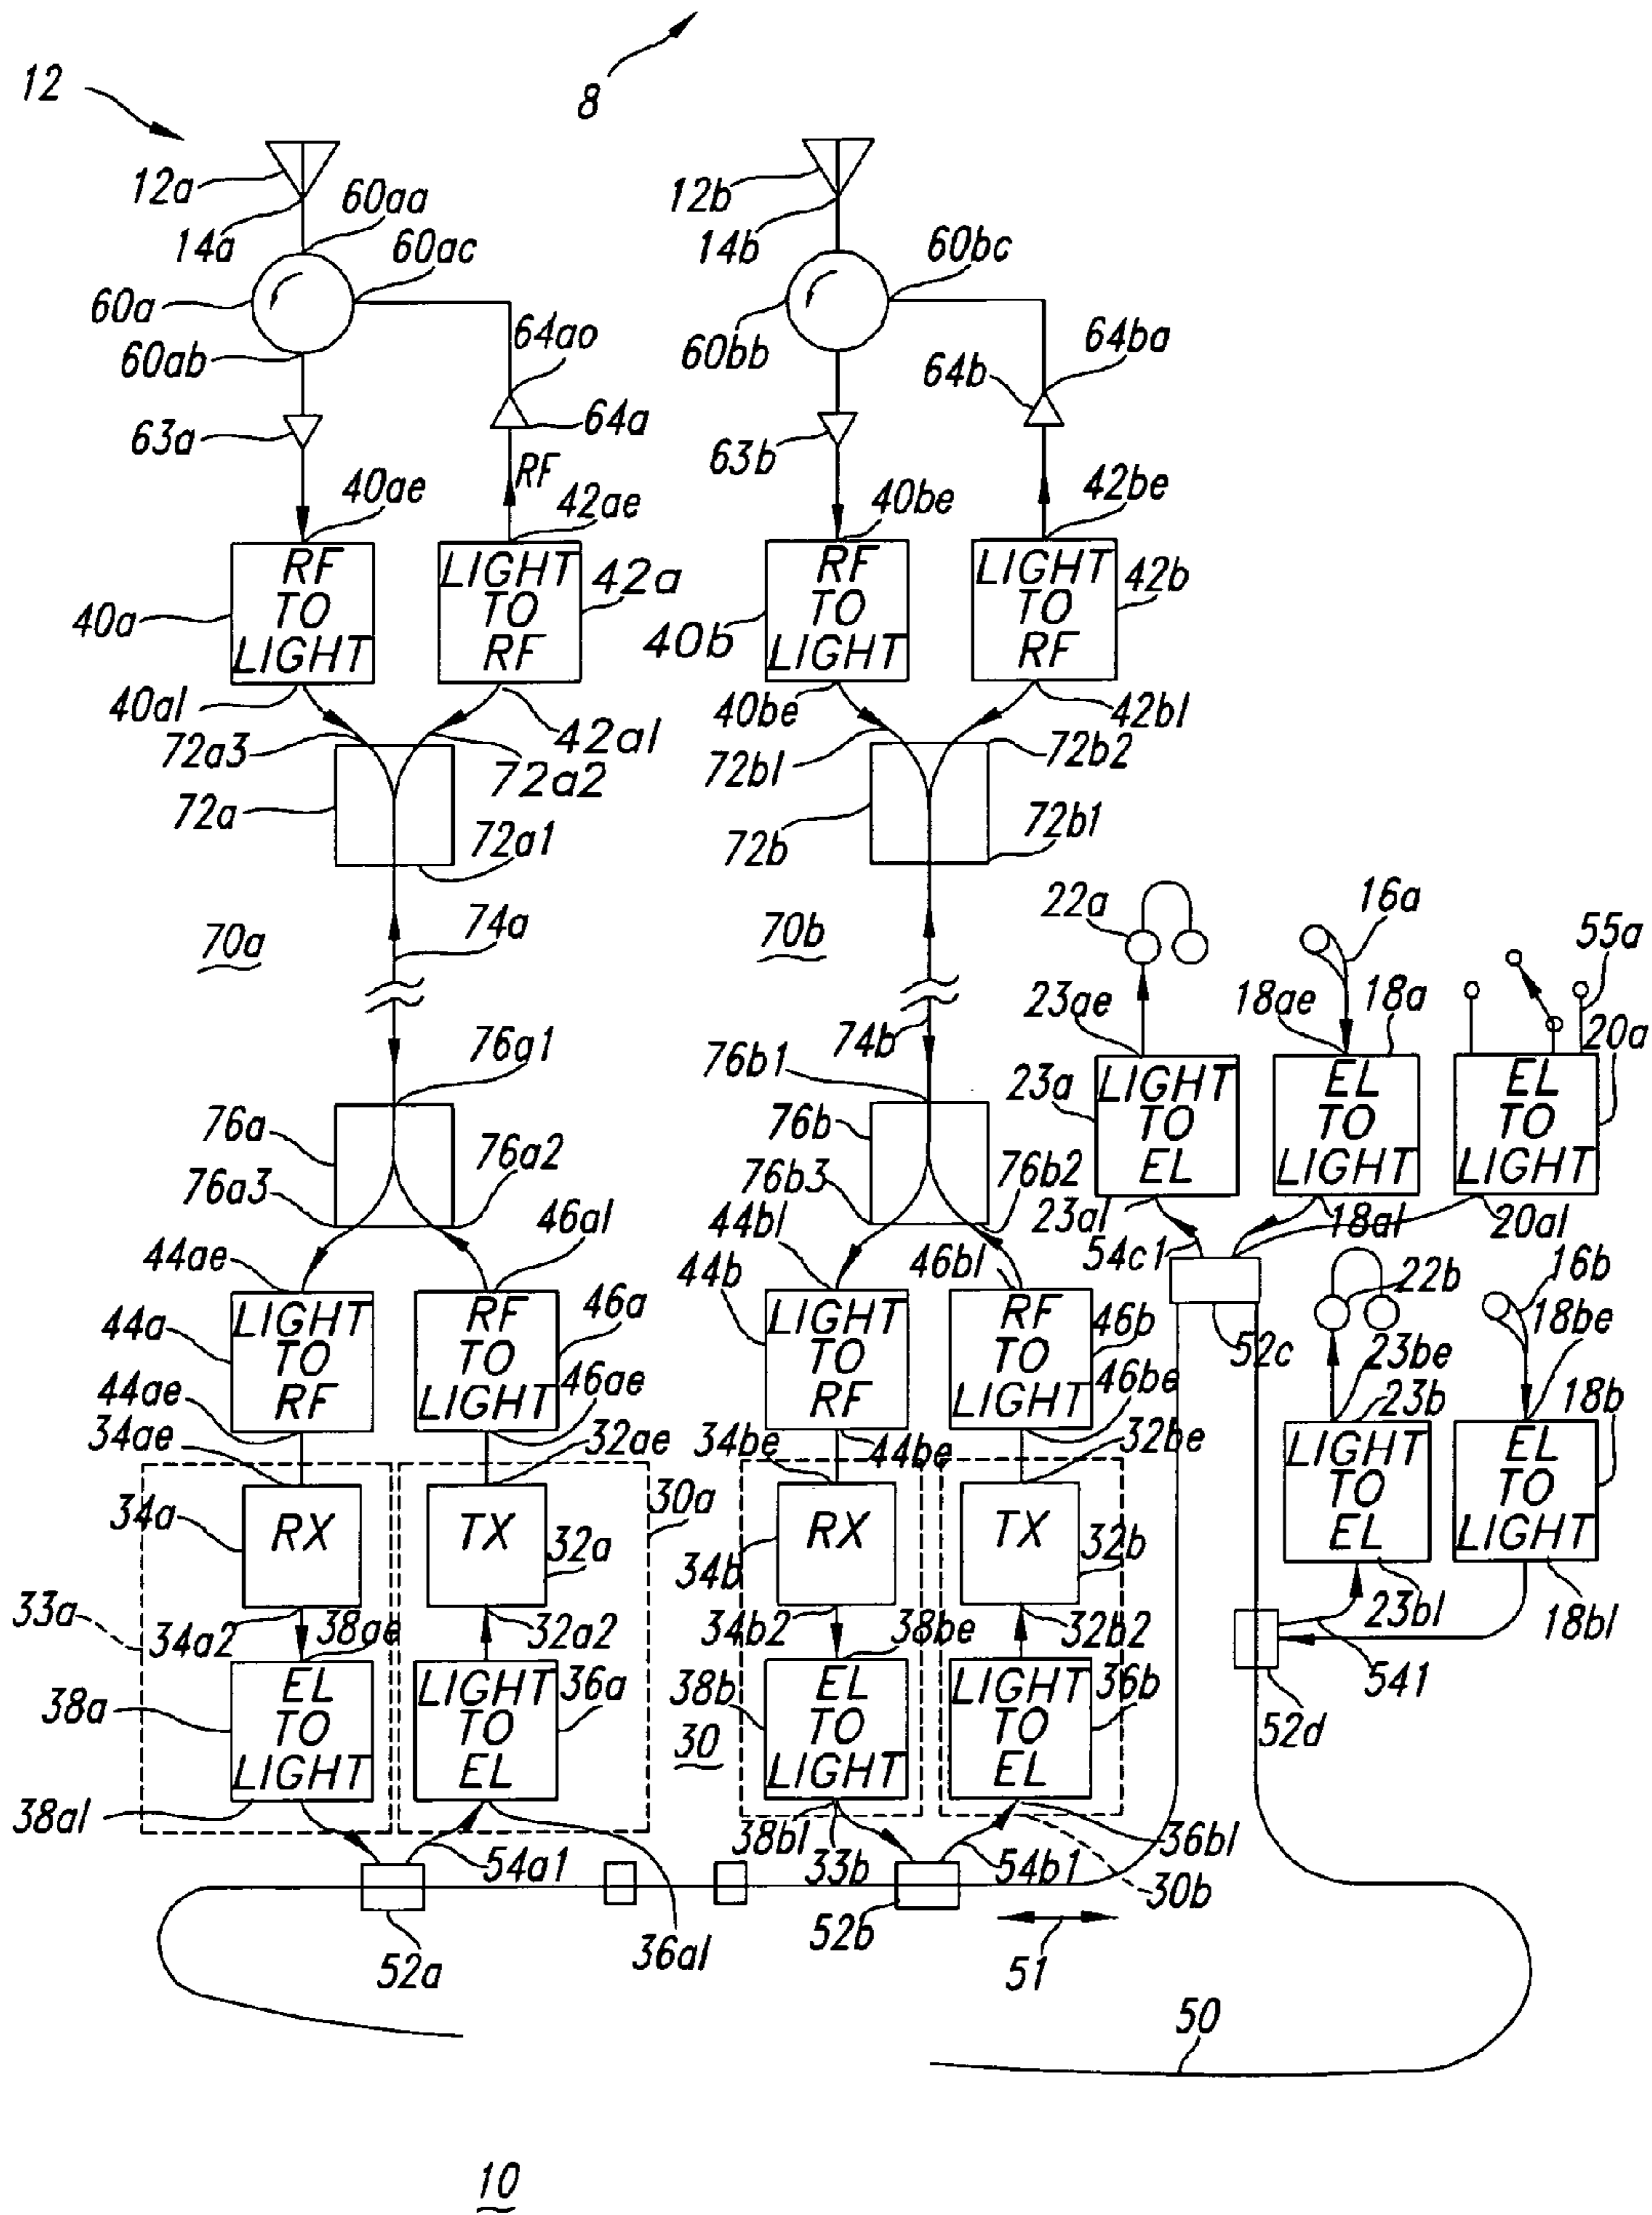 8
12
12a
14a
60aa
60ac
60a
60ab
64ao
64a
63a
RF
40ae
42ae
RF
TO
LIGHT
40a
LIGHT
TO
RF
42a
40al
42al
72a3
72a2
72a
72a1
70a
74a
76a1
76a
76a2
76a3
46al
44ae
LIGHT
TO
RF
44a
RF
TO
LIGHT
46a
44ae
46ae
34ae
32ae
30a
RX
34a
TX
32a
33a
34a2
38ae
32a2
EL
TO
LIGHT
38a
LIGHT
TO
EL
36a
38al
54a1
52a
36al
12b
14b
60bc
60bb
64ba
64b
63b
40be
42be
RF
TO
LIGHT
40b
LIGHT
TO
RF
42b
40be
42bl
72bl
72b2
72b
72b1
70b
74b
76b1
76b
76b2
76b3
44bl
46bl
44b
LIGHT
TO
RF
RF
TO
LIGHT
46b
46be
34be
44be
32be
RX
34b
TX
32b
34b2
38be
32b2
38b
EL
TO
LIGHT
LIGHT
TO
EL
36b
30
38bl
33b
54b1
36bl
30b
52b
51
22a
16a
55a
23ae
18ae
18a
20a
23a
LIGHT
TO
EL
EL
TO
LIGHT
EL
TO
LIGHT
23al
18al
20al
54c1
52c
22b
16b
23be
18be
23b
18b
LIGHT
TO
EL
EL
TO
LIGHT
23bl
18bl
541
52d
50
10